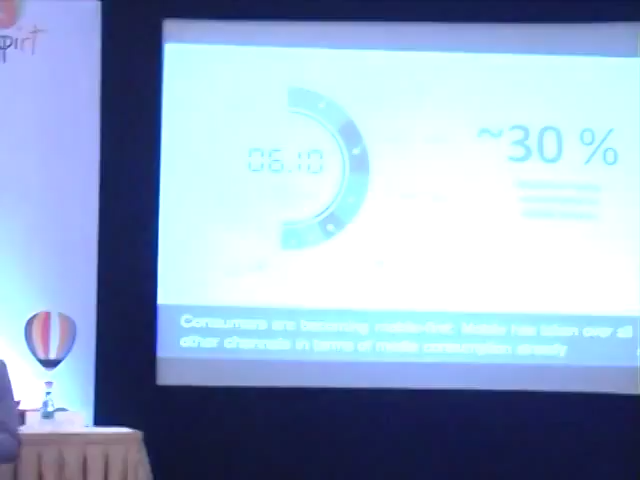 pirt
06.10
~30 %
Consumers are becoming mobile-first. Mobile has taken over all
other channels in terms of media consumption already